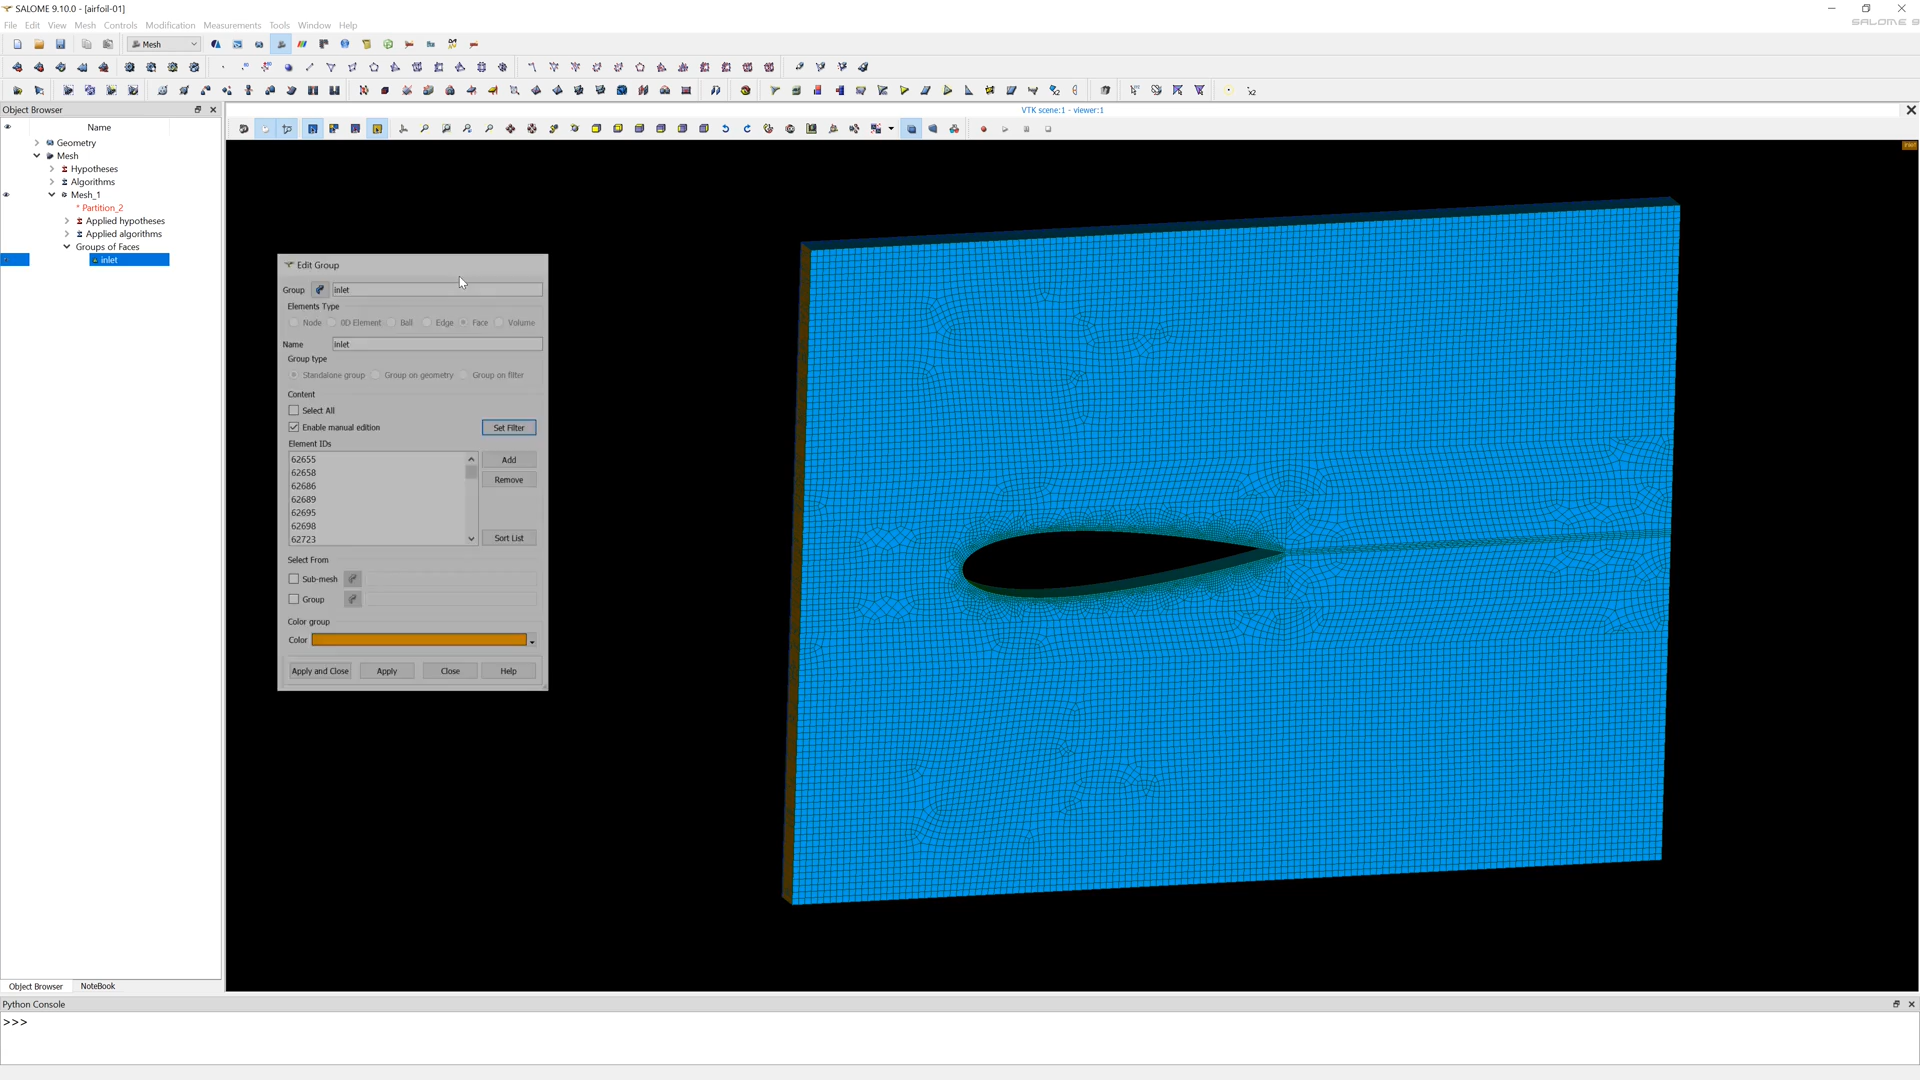 SALOME 9.10.0 - [airfoil-01]
File Edit View Mesh Controls Modification Measurements Tools Window Help
SALOME 9
Mesh
Object Browser
VTK scene:1 - viewer:1
Name
Geometry
Mesh
Hypotheses
Algorithms
Mesh_1
* Partition_2
Applied hypotheses
Applied algorithms
Groups of Faces
inlet
inlet
Edit Group
Group inlet
Elements Type
Node 0D Element Ball Edge Face Volume
Name inlet
Group type
Standalone group Group on geometry Group on filter
Content
Select All
Enable manual edition Set Filter
Element IDs
62655 Add
62658
62686 Remove
62689
62695
62698
62723 Sort List
Select From
Sub-mesh
Group
Color group
Color
Apply and Close Apply Close Help
Object Browser NoteBook
Python Console
>>>